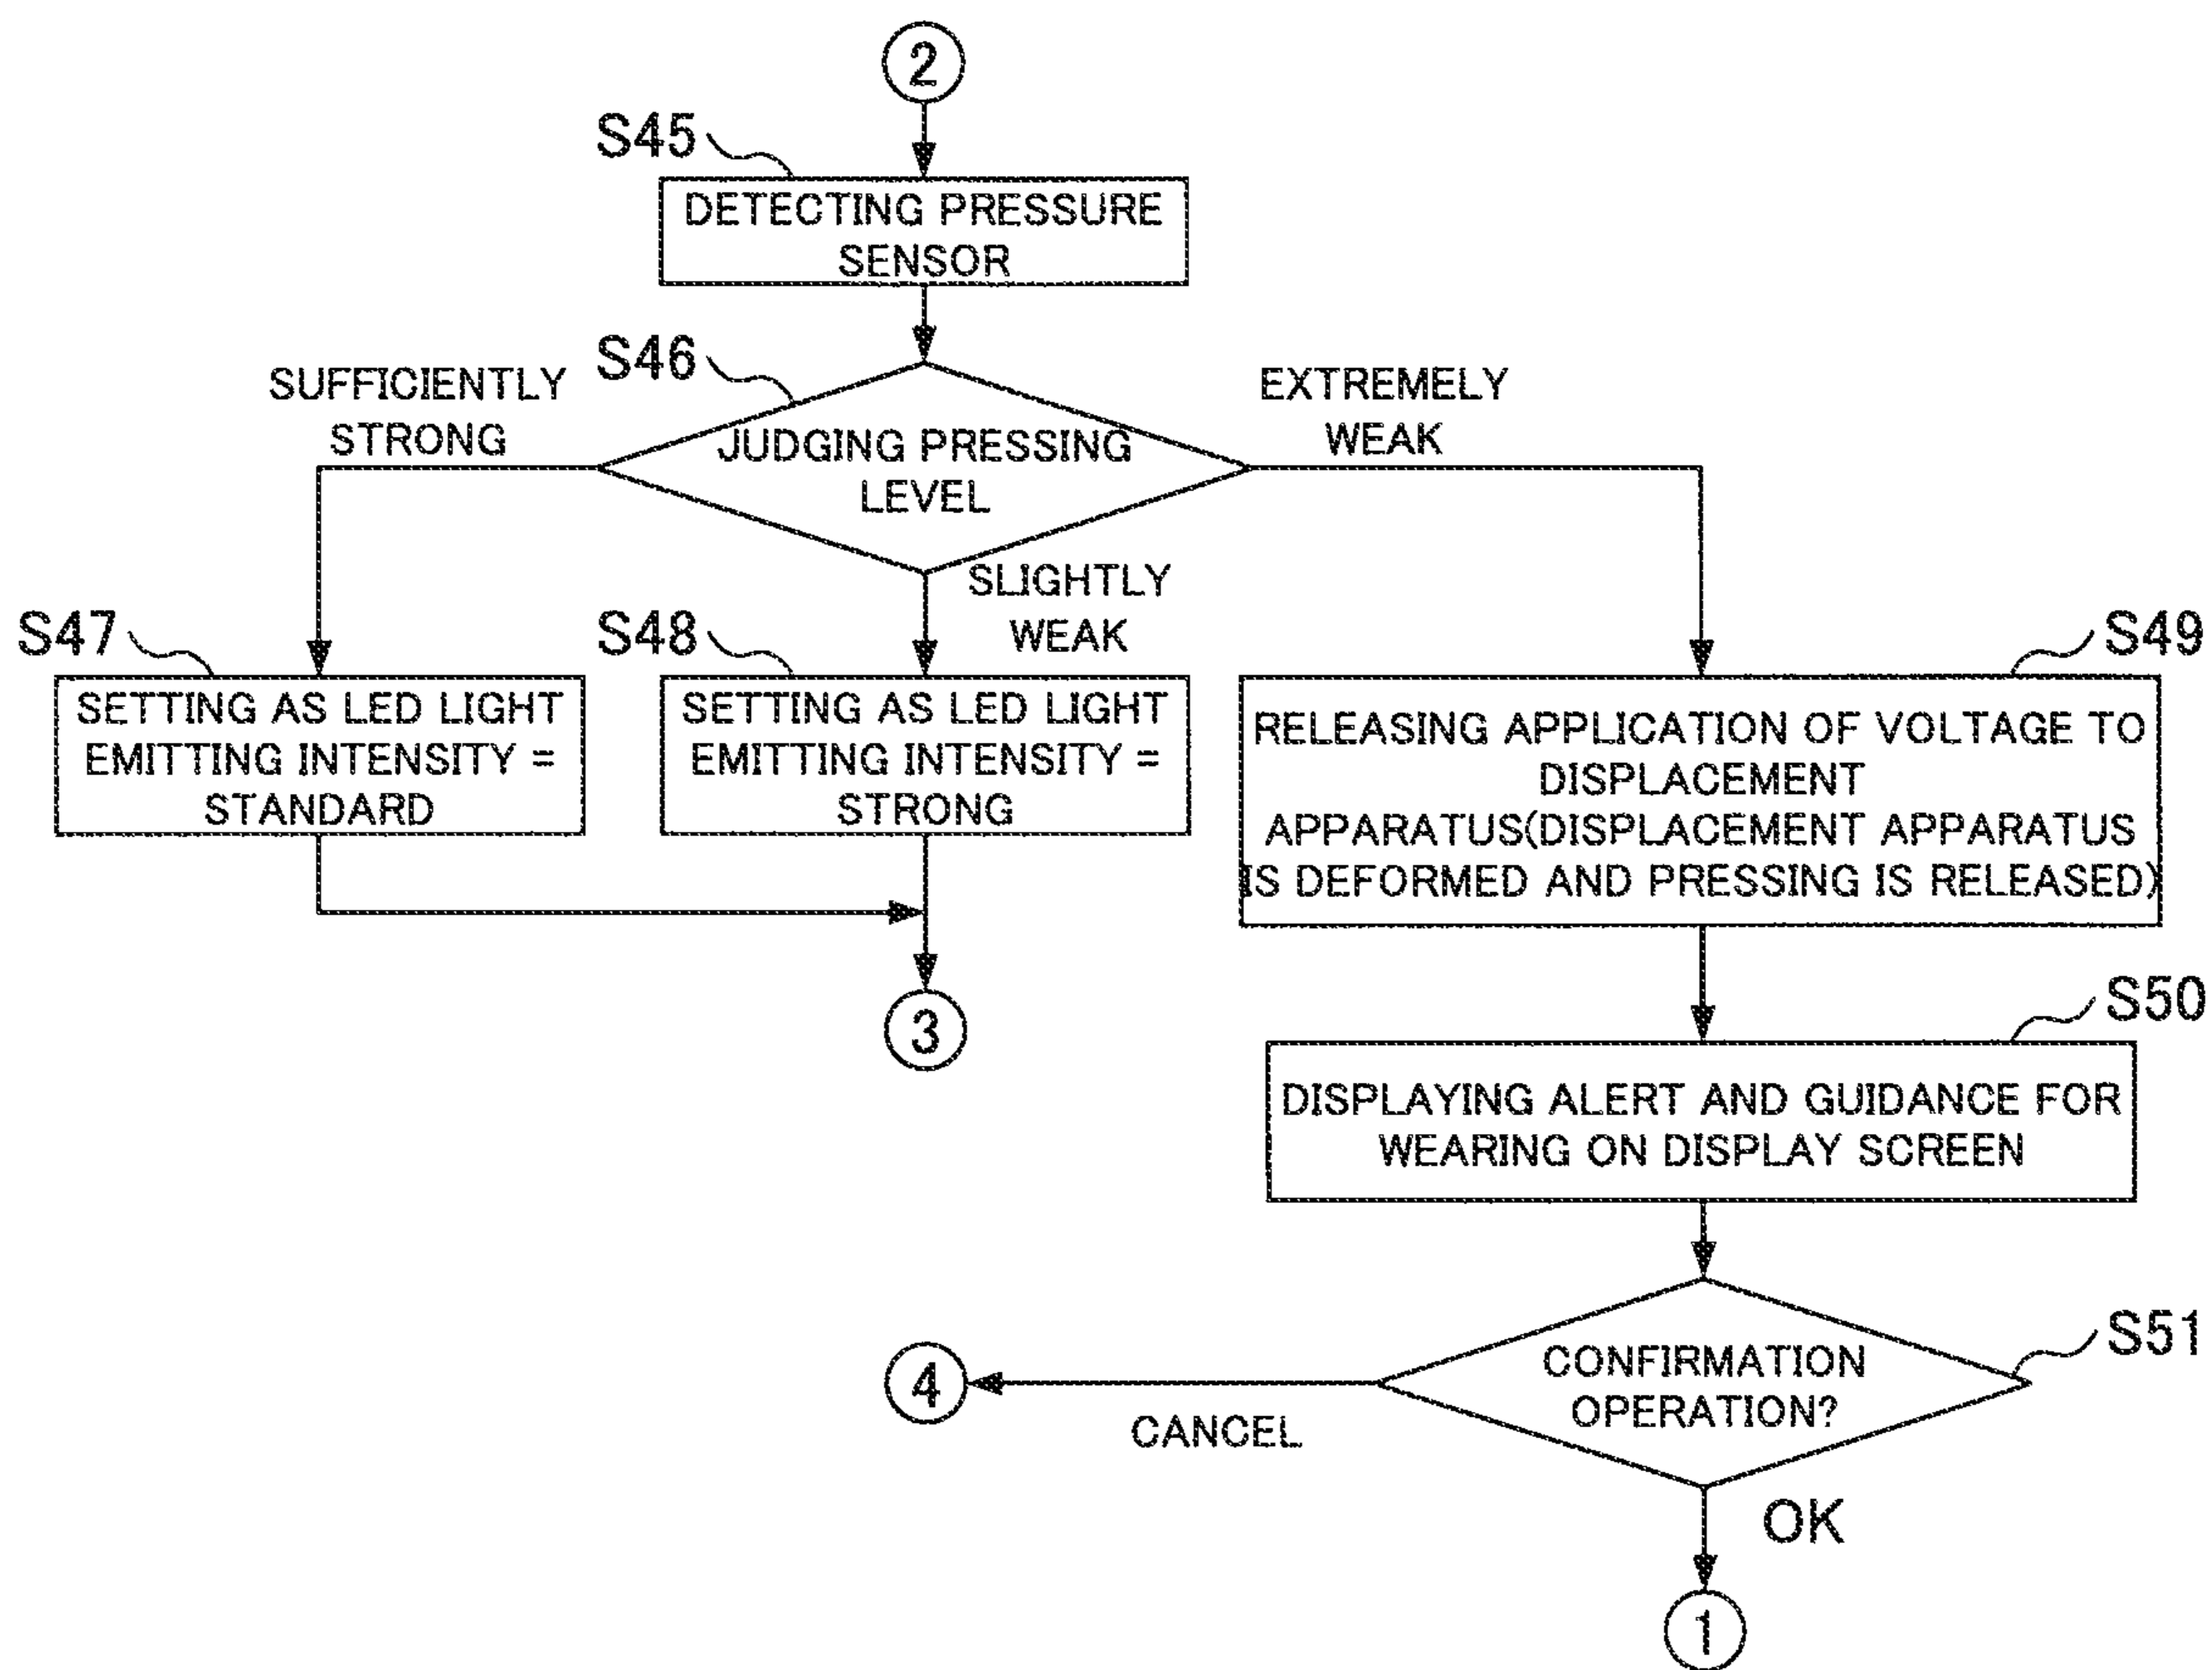 2
S45
DETECTING PRESSURE
SENSOR
S46
SUFFICIENTLY
STRONG
JUDGING PRESSING
LEVEL
EXTREMELY
WEAK
SLIGHTLY
WEAK
S47
SETTING AS LED LIGHT
EMITTING INTENSITY =
STANDARD
S48
SETTING AS LED LIGHT
EMITTING INTENSITY =
STRONG
3
S49
RELEASING APPLICATION OF VOLTAGE TO
DISPLACEMENT
APPARATUS(DISPLACEMENT APPARATUS
IS DEFORMED AND PRESSING IS RELEASED)
S50
DISPLAYING ALERT AND GUIDANCE FOR
WEARING ON DISPLAY SCREEN
S51
CONFIRMATION
OPERATION?
4
CANCEL
OK
1